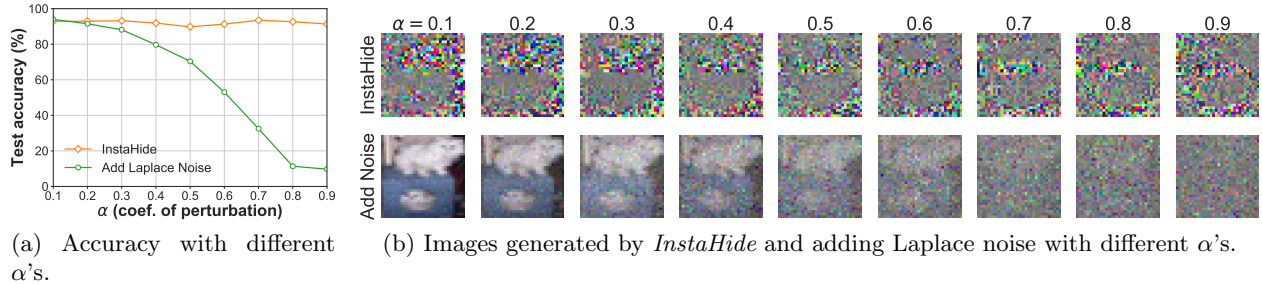 Test accuracy (%)
100
80
60
40
20
0
InstaHide
Add Laplace Noise
0.1 0.2 0.3 0.4 0.5 0.6 0.7 0.8 0.9
α (coef. of perturbation)
(a) Accuracy with different
α's.
α = 0.1 0.2 0.3 0.4 0.5 0.6 0.7 0.8 0.9
InstaHide
Add Noise
(b) Images generated by InstaHide and adding Laplace noise with different α's.